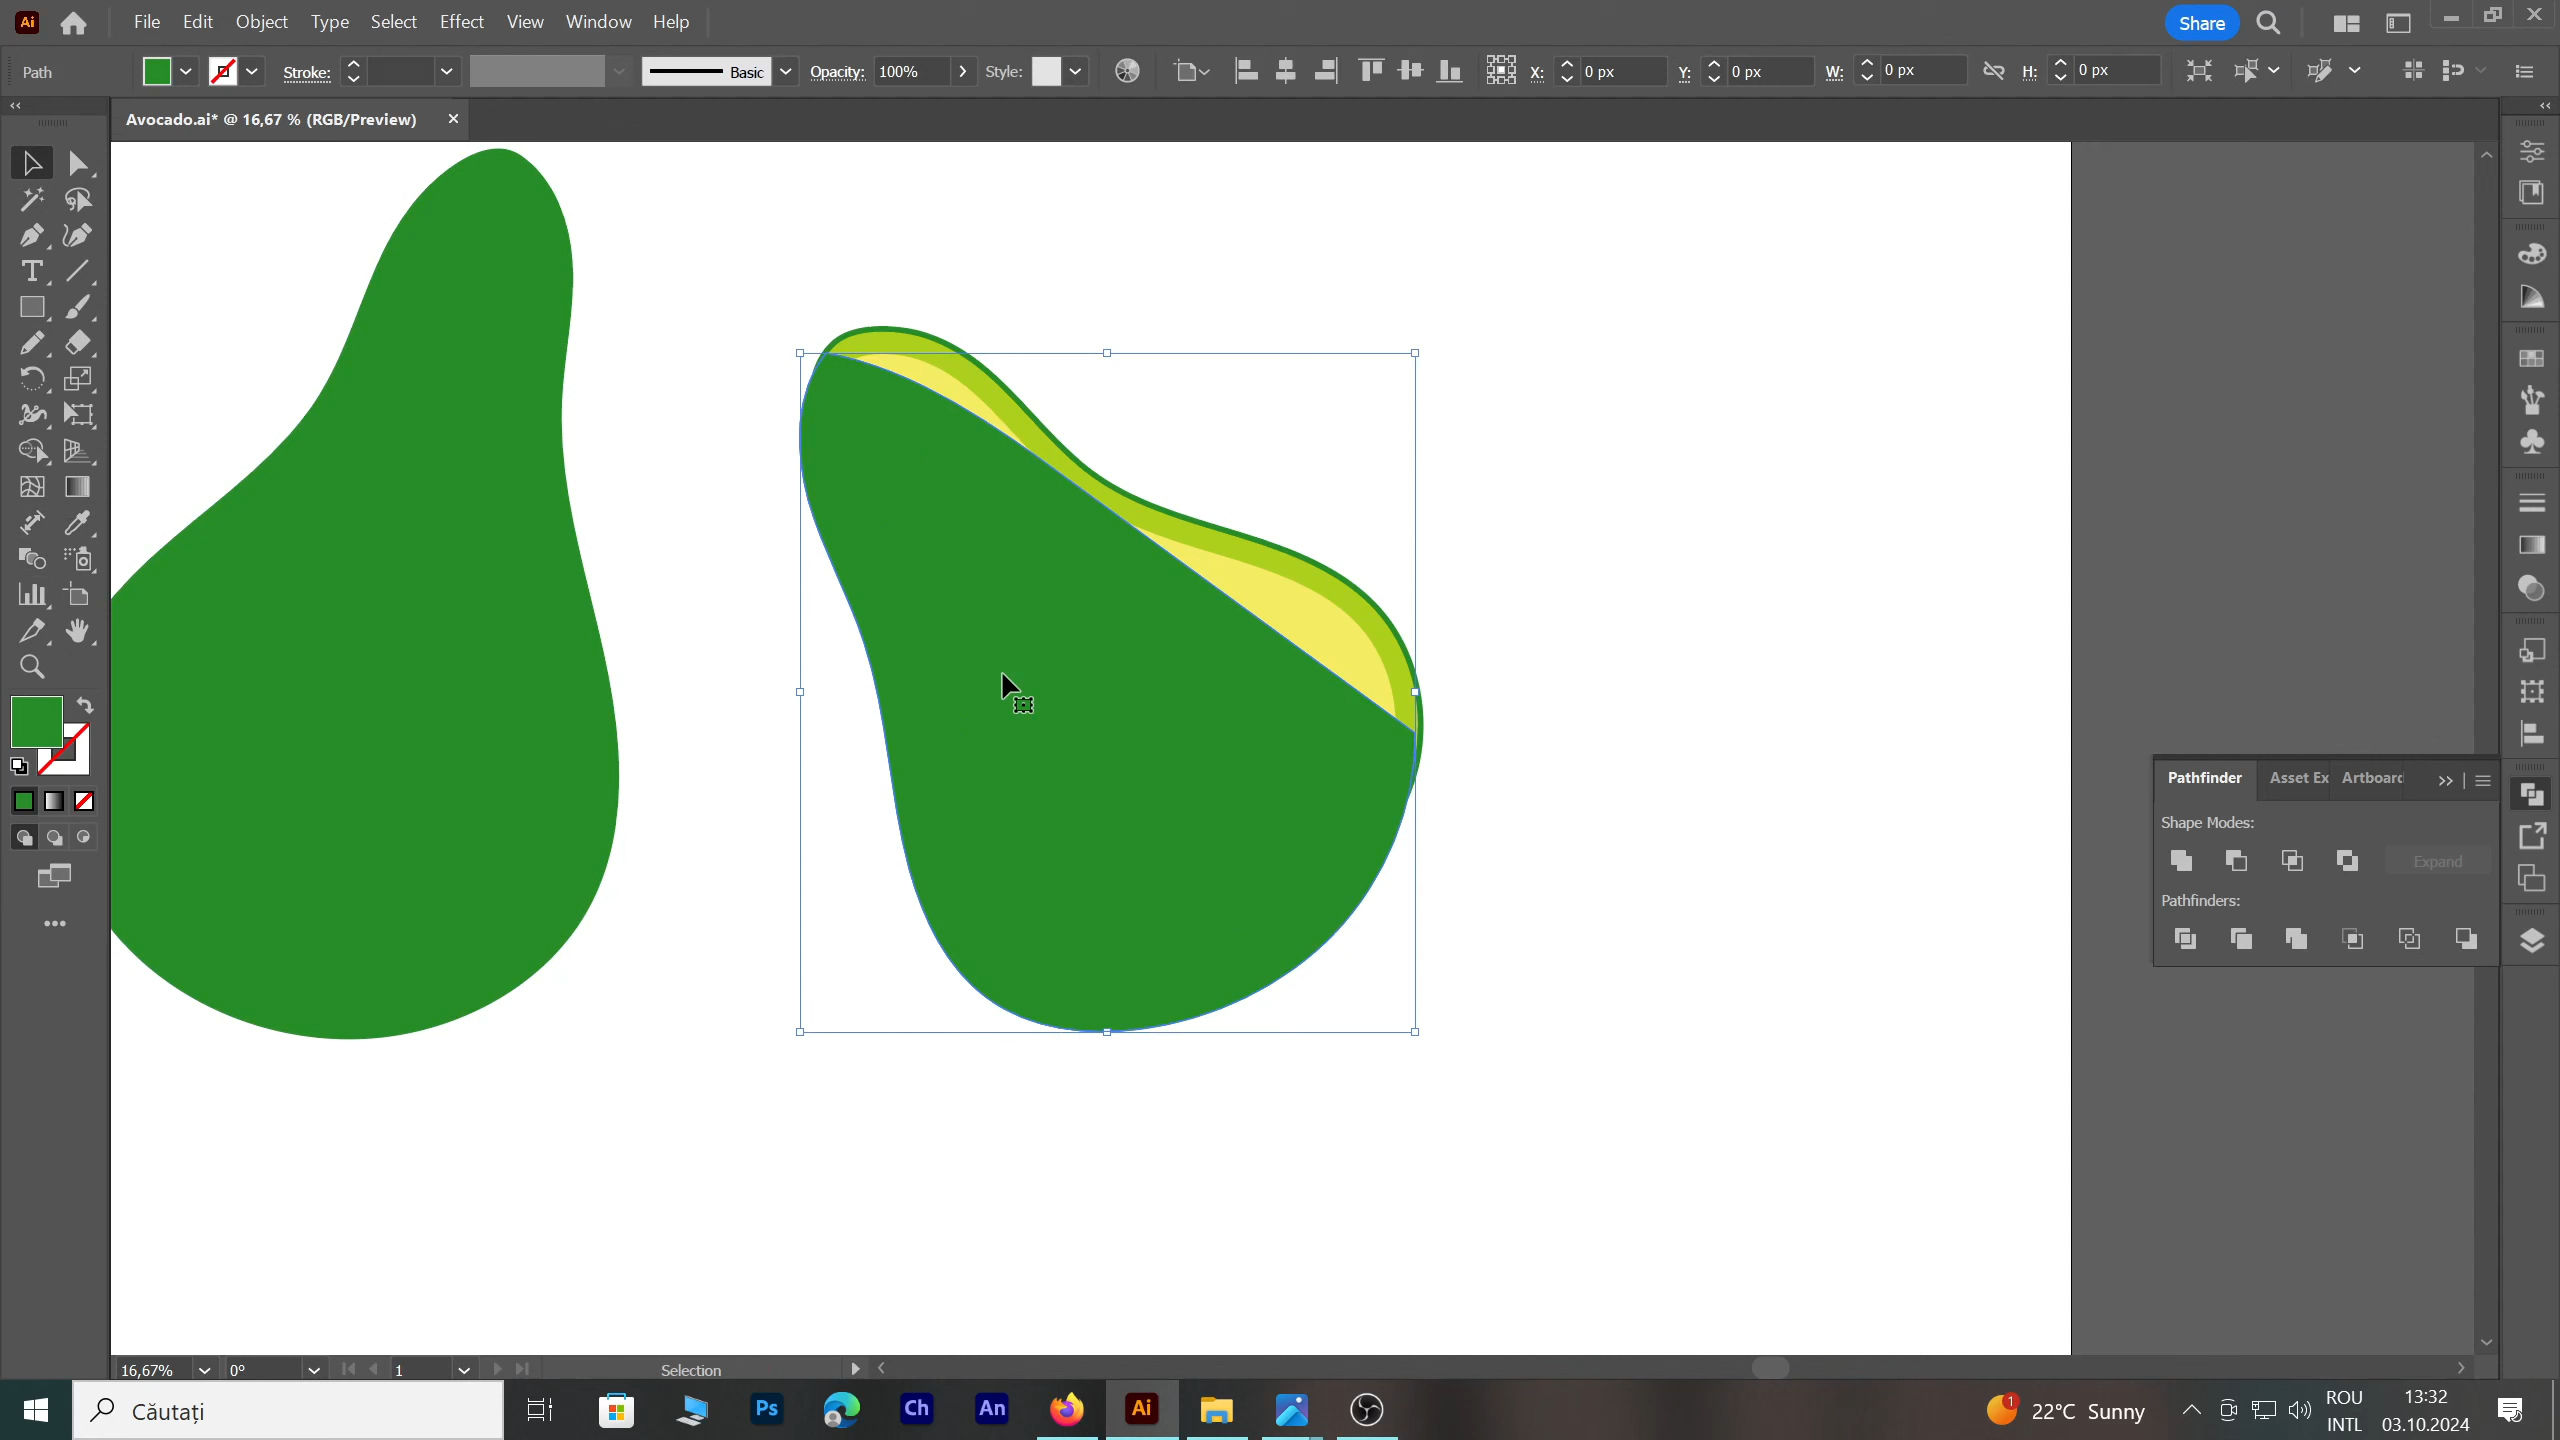 Ai File Edit Object Type Select Effect View Window Help Share
Path Stroke: Basic Opacity: 100% Style: X: 0 px Y: 0 px W: 0 px H: 0 px
Avocado.ai* @ 16,67 % (RGB/Preview)
Pathfinder Asset Ex Artboard
Shape Modes:
Expand
Pathfinders:
16,67% 0° 1 Selection
Căutați Ps Ch An Ai 1 22°C Sunny ROU 13:32
INTL 03.10.2024